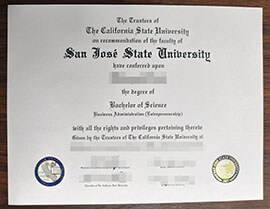 The Trustees of
The California State University
on recommendation of the faculty of
San José State University
have conferred upon
the degree of
Bachelor of Science
Business Administration (Entrepreneurship)
with all the rights and privileges pertaining thereto
Given by the Trustees of The California State University at